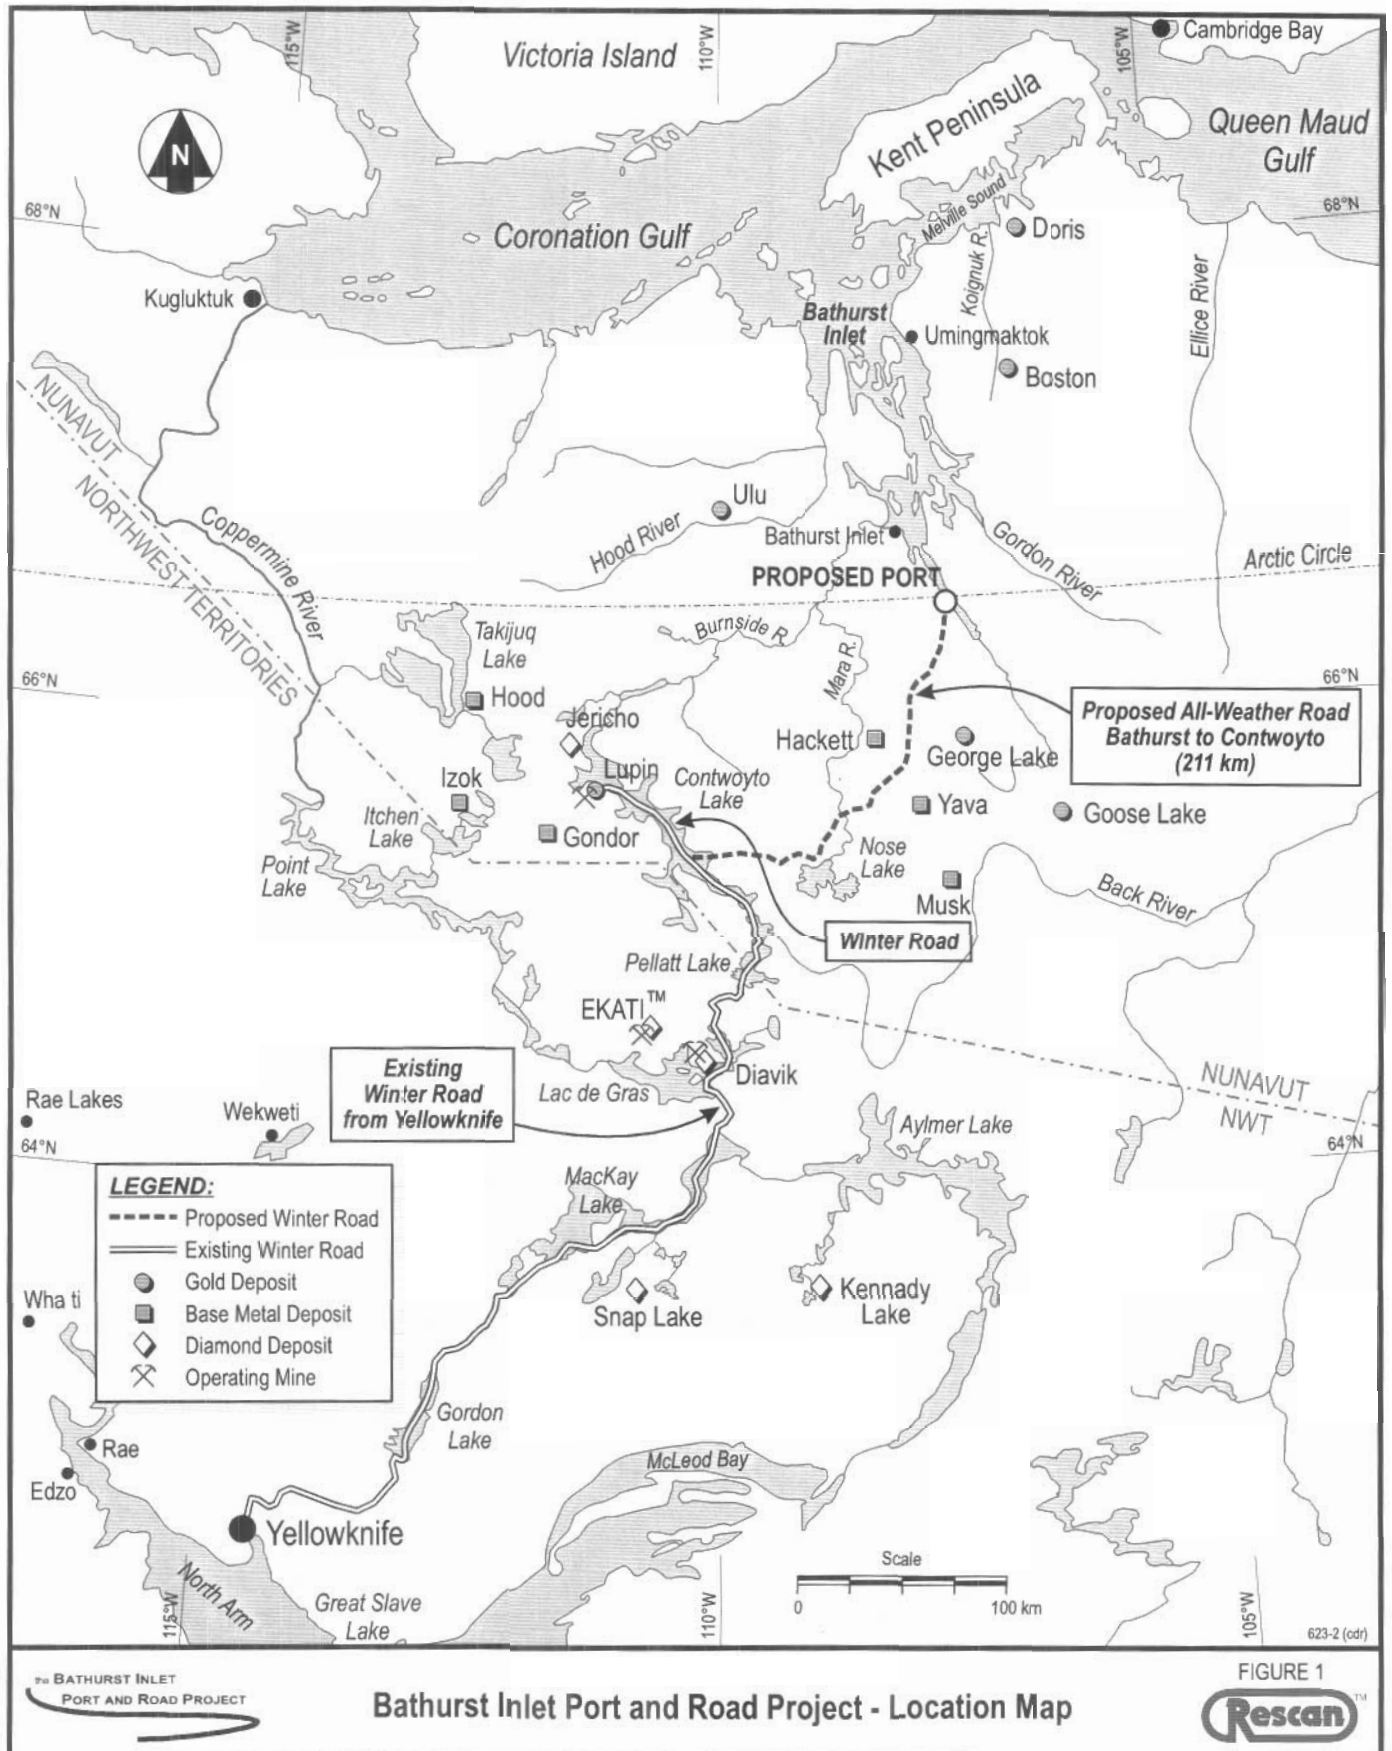 115°W
Victoria Island
110°W
105°W
Cambridge Bay
Kent Peninsula
Queen Maud
Gulf
N
68°N
68°N
Melville Sound
Coronation Gulf
Doris
Koignuk R.
Ellice River
Kugluktuk
Bathurst
Inlet
Umingmaktok
Boston
NUNAVUT
NORTHWEST TERRITORIES
Coppermine River
Ulu
Hood River
Bathurst Inlet
Gordon River
Arctic Circle
PROPOSED PORT
Takijuq
Lake
Burnside R.
Mara R.
66°N
66°N
Hood
Jericho
Proposed All-Weather Road
Bathurst to Contwoyto
(211 km)
Hackett
George Lake
Lupin
Contwoyto
Lake
Izok
Itchen
Lake
Gondor
Yava
Goose Lake
Point
Lake
Nose
Lake
Musk
Back River
Winter Road
Pellatt Lake
EKATI™
Existing
Winter Road
from Yellowknife
Diavik
Lac de Gras
NUNAVUT
NWT
Rae Lakes
Wekweti
Aylmer Lake
64°N
64°N
MacKay
Lake
LEGEND:
Proposed Winter Road
Existing Winter Road
Gold Deposit
Base Metal Deposit
Diamond Deposit
Operating Mine
Wha ti
Snap Lake
Kennady
Lake
Gordon
Lake
Rae
Edzo
McLeod Bay
Yellowknife
North Arm
Great Slave
Lake
115°W
110°W
105°W
Scale
0 100 km
623-2 (cdr)
the BATHURST INLET
PORT AND ROAD PROJECT
Bathurst Inlet Port and Road Project - Location Map
FIGURE 1
Rescan™